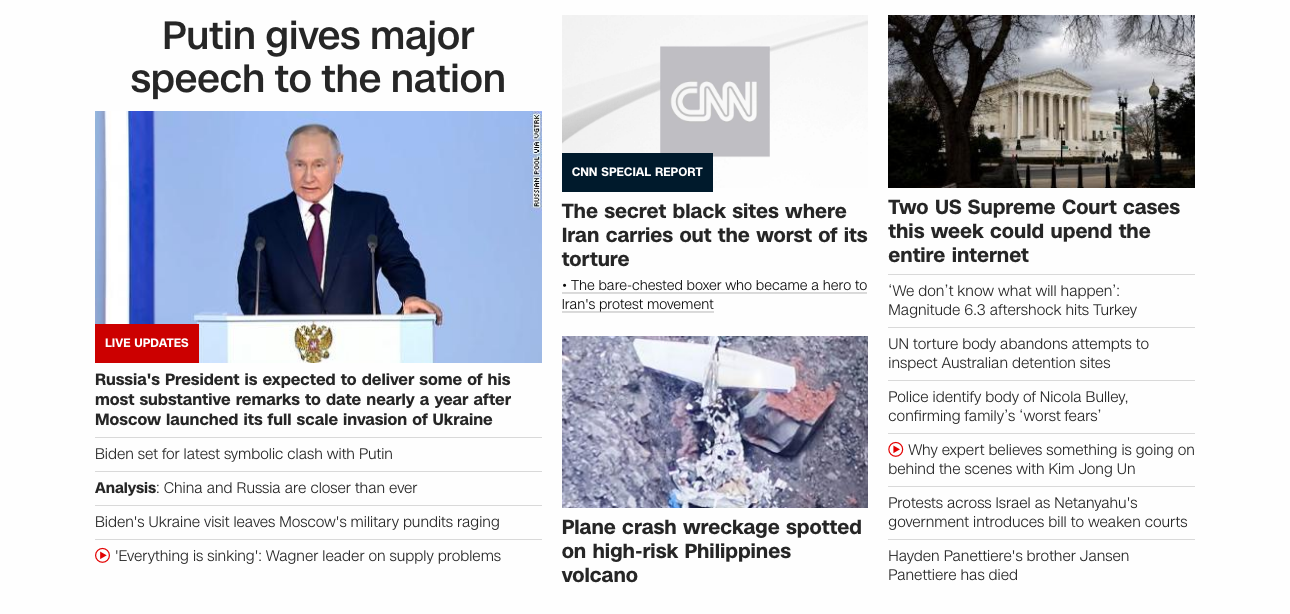 Putin gives major
speech to the nation
RUSSIAN POOL VIA VGTRK
LIVE UPDATES
Russia's President is expected to deliver some of his
most substantive remarks to date nearly a year after
Moscow launched its full scale invasion of Ukraine
Biden set for latest symbolic clash with Putin
Analysis: China and Russia are closer than ever
Biden's Ukraine visit leaves Moscow's military pundits raging
'Everything is sinking': Wagner leader on supply problems
CNN
CNN SPECIAL REPORT
The secret black sites where
Iran carries out the worst of its
torture
• The bare-chested boxer who became a hero to
Iran's protest movement
Plane crash wreckage spotted
on high-risk Philippines
volcano
Two US Supreme Court cases
this week could upend the
entire internet
‘We don’t know what will happen’:
Magnitude 6.3 aftershock hits Turkey
UN torture body abandons attempts to
inspect Australian detention sites
Police identify body of Nicola Bulley,
confirming family’s ‘worst fears’
Why expert believes something is going on
behind the scenes with Kim Jong Un
Protests across Israel as Netanyahu's
government introduces bill to weaken courts
Hayden Panettiere's brother Jansen
Panettiere has died